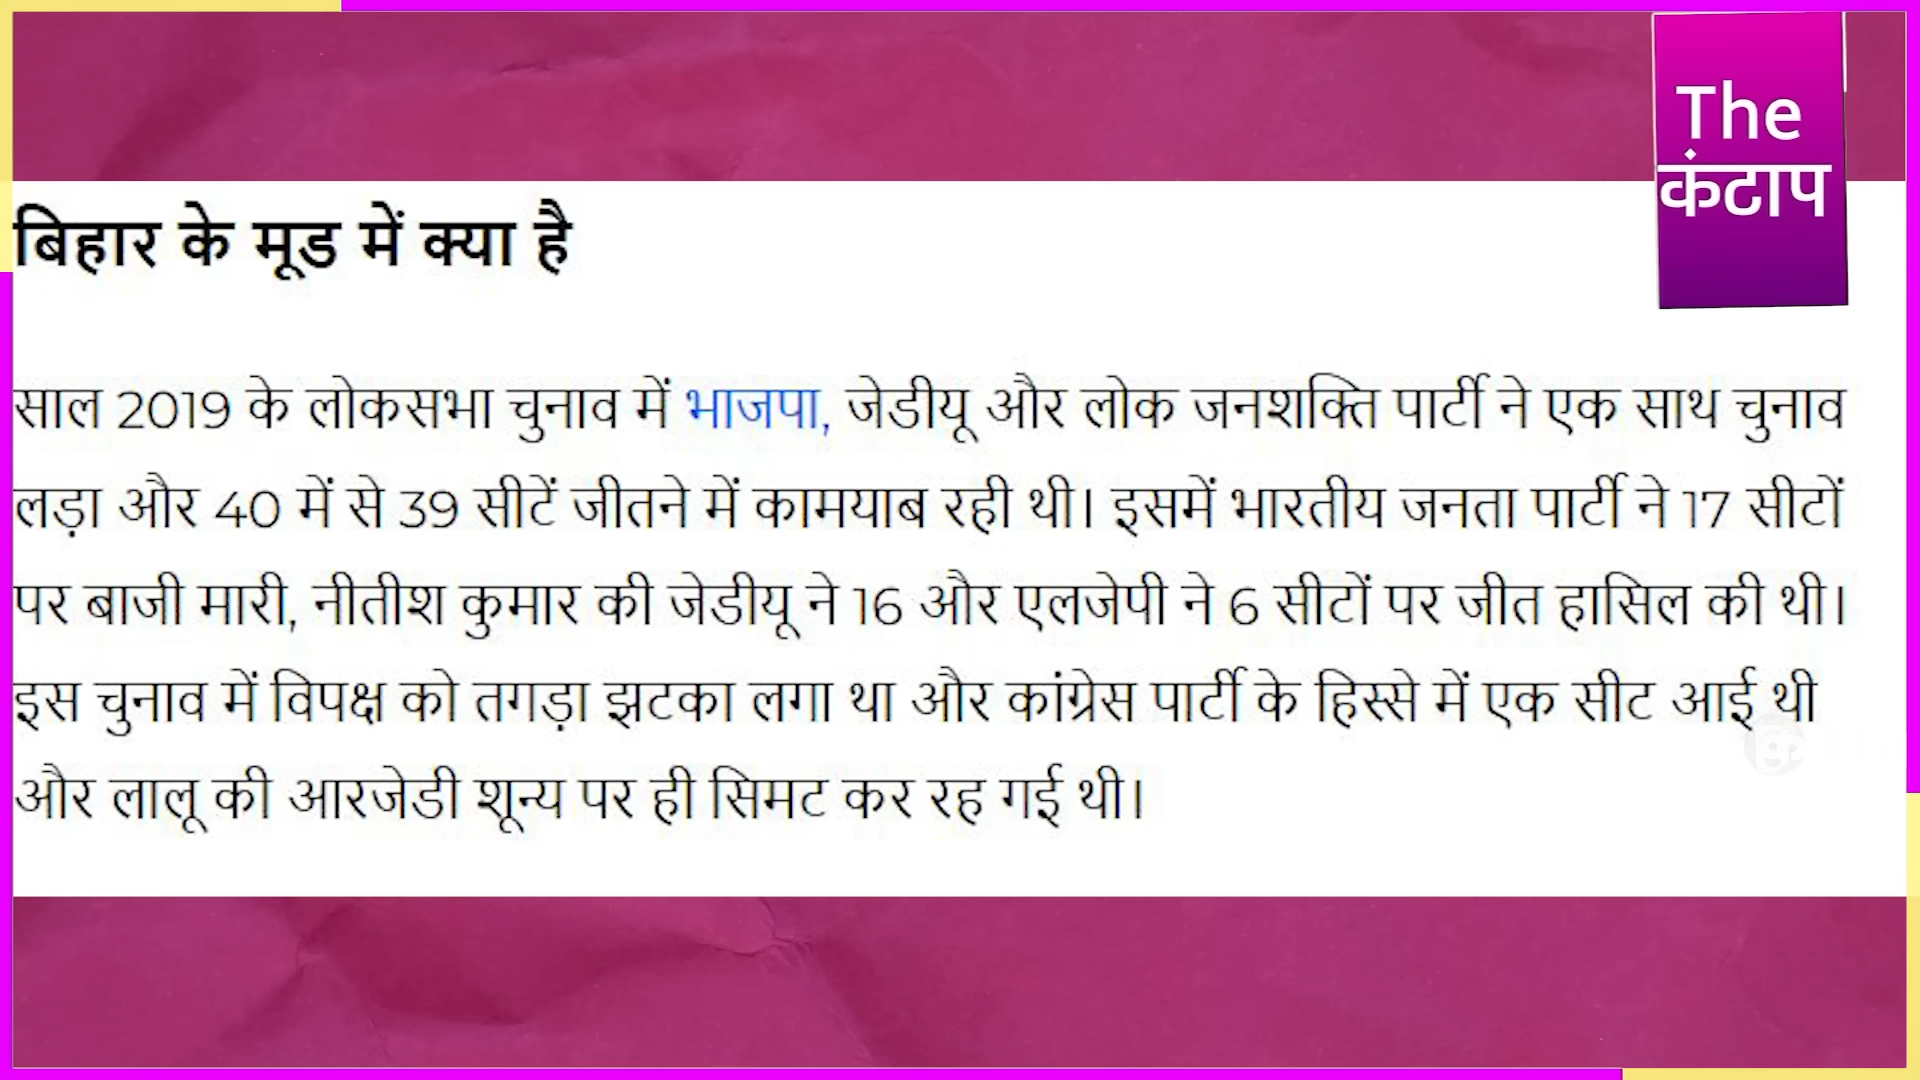 The
कंटाप
बिहार के मूड में क्या है
साल 2019 के लोकसभा चुनाव में भाजपा, जेडीयू और लोक जनशक्ति पार्टी ने एक साथ चुनाव
लड़ा और 40 में से 39 सीटें जीतने में कामयाब रही थी। इसमें भारतीय जनता पार्टी ने 17 सीटों
पर बाजी मारी, नीतीश कुमार की जेडीयू ने 16 और एलजेपी ने 6 सीटों पर जीत हासिल की थी।
इस चुनाव में विपक्ष को तगड़ा झटका लगा था और कांग्रेस पार्टी के हिस्से में एक सीट आई थी
और लालू की आरजेडी शून्य पर ही सिमट कर रह गई थी।